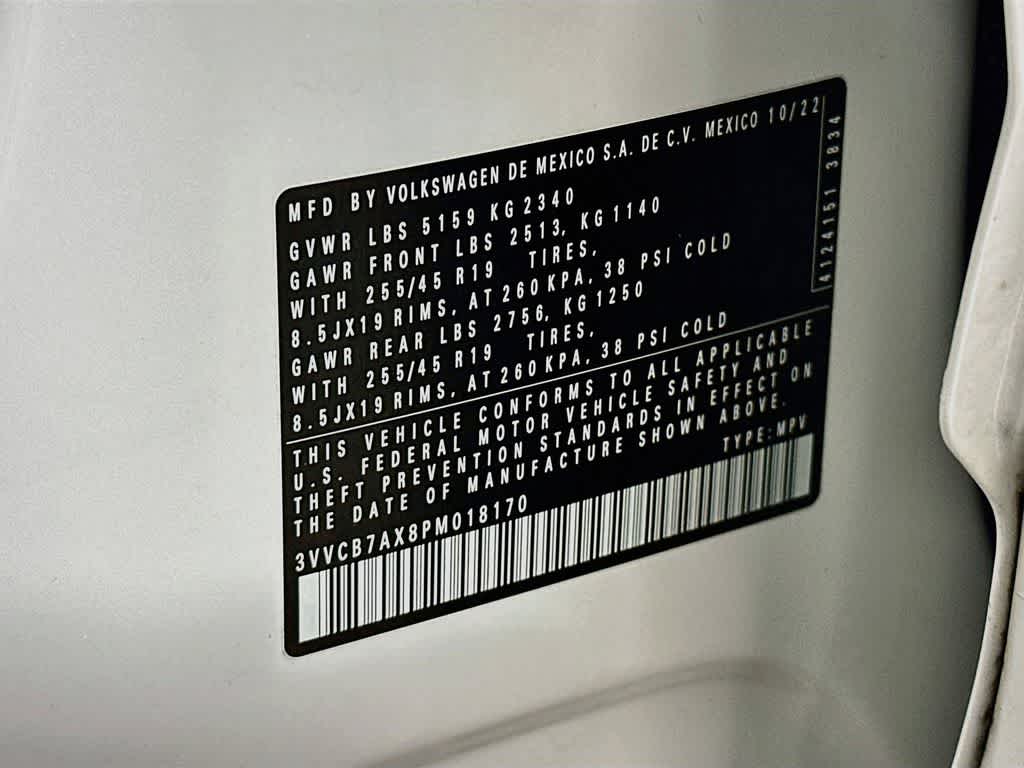 MFD BY VOLKSWAGEN DE MEXICO S.A. DE C.V. MEXICO 10/22
GVWR LBS 5159 KG 2340
GAWR FRONT LBS 2513, KG 1140
WITH 255/45 R19 TIRES,
8.5JX19 RIMS, AT 260 KPA, 38 PSI COLD
GAWR REAR LBS 2756, KG 1250
WITH 255/45 R19 TIRES,
8.5JX19 RIMS, AT 260 KPA, 38 PSI COLD
THIS VEHICLE CONFORMS TO ALL APPLICABLE
U.S. FEDERAL MOTOR VEHICLE SAFETY AND
THEFT PREVENTION STANDARDS IN EFFECT ON
THE DATE OF MANUFACTURE SHOWN ABOVE.
TYPE: MPV
3VVCB7AX8PM018170
4124151 3834